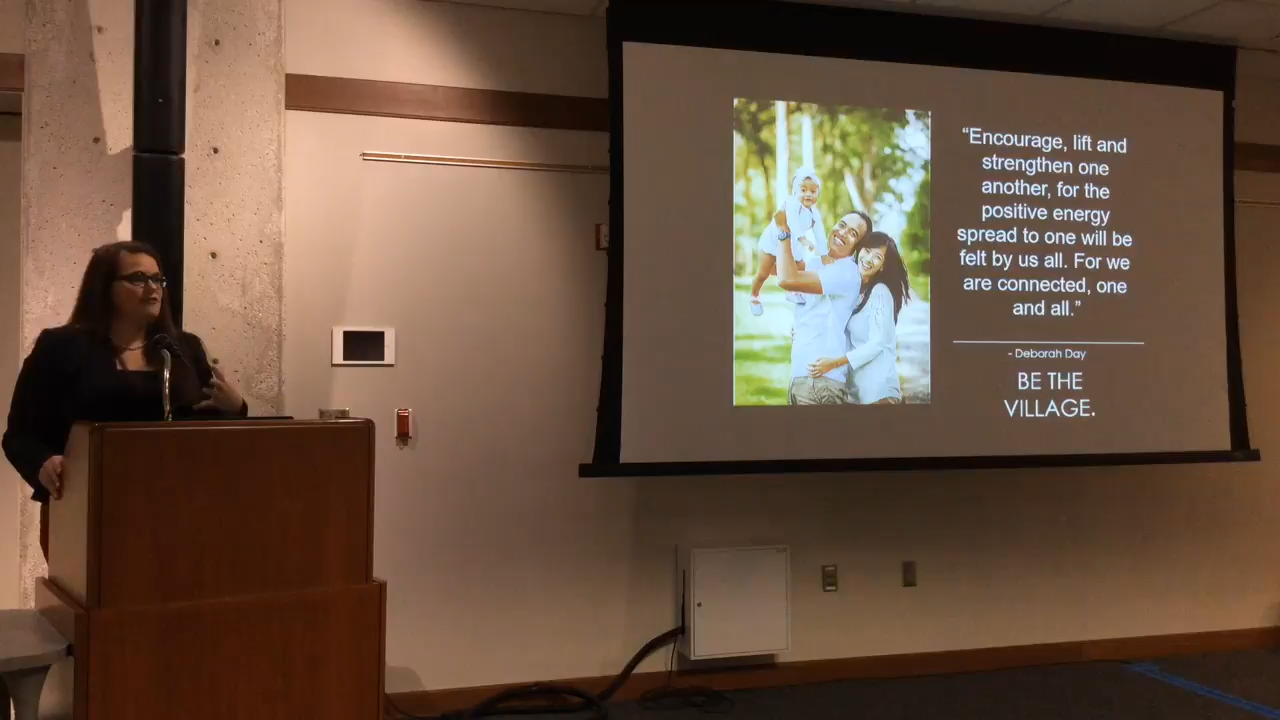 “Encourage, lift and
strengthen one
another, for the
positive energy
spread to one will be
felt by us all. For we
are connected, one
and all.”
- Deborah Day
BE THE
VILLAGE.